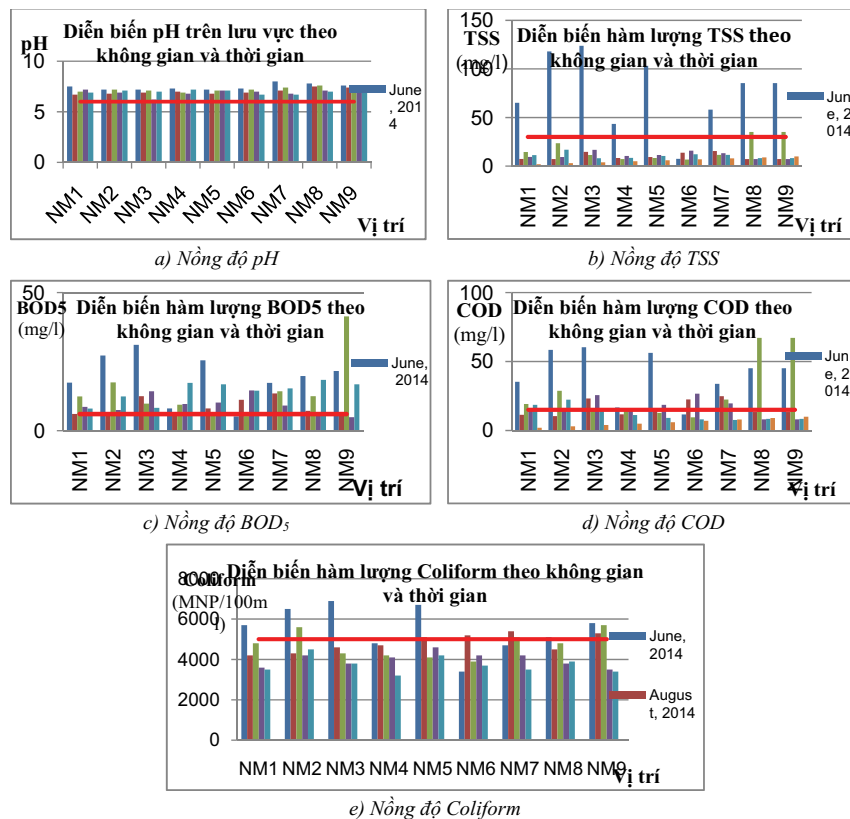 Diễn biến pH trên lưu vực theo
không gian và thời gian
pH
10
5
0
June
, 201
4
NM1
NM2
NM3
NM4
NM5
NM6
NM7
NM8
NM9
Vị trí
a) Nồng độ pH
Diễn biến hàm lượng TSS theo
không gian và thời gian
TSS
(mg/l)
150
100
50
0
Jun
e, 2
014
NM1
NM2
NM3
NM4
NM5
NM6
NM7
NM8
NM9
Vị trí
b) Nồng độ TSS
Diễn biến hàm lượng BOD5 theo
không gian và thời gian
BOD5
(mg/l)
50
0
June,
2014
NM1
NM2
NM3
NM4
NM5
NM6
NM7
NM8
NM9
Vị trí
c) Nồng độ BOD5
Diễn biến hàm lượng COD theo
không gian và thời gian
COD
(mg/l)
100
50
0
Jun
e, 2
014
NM1
NM2
NM3
NM4
NM5
NM6
NM7
NM8
NM9
Vị trí
d) Nồng độ COD
Diễn biến hàm lượng Coliform theo không gian
và thời gian
Coliform
(MNP/100m
l)
8000
6000
4000
2000
0
June,
2014
Augus
t, 2014
NM1 NM2 NM3 NM4 NM5 NM6 NM7 NM8 NM9
Vị trí
e) Nồng độ Coliform